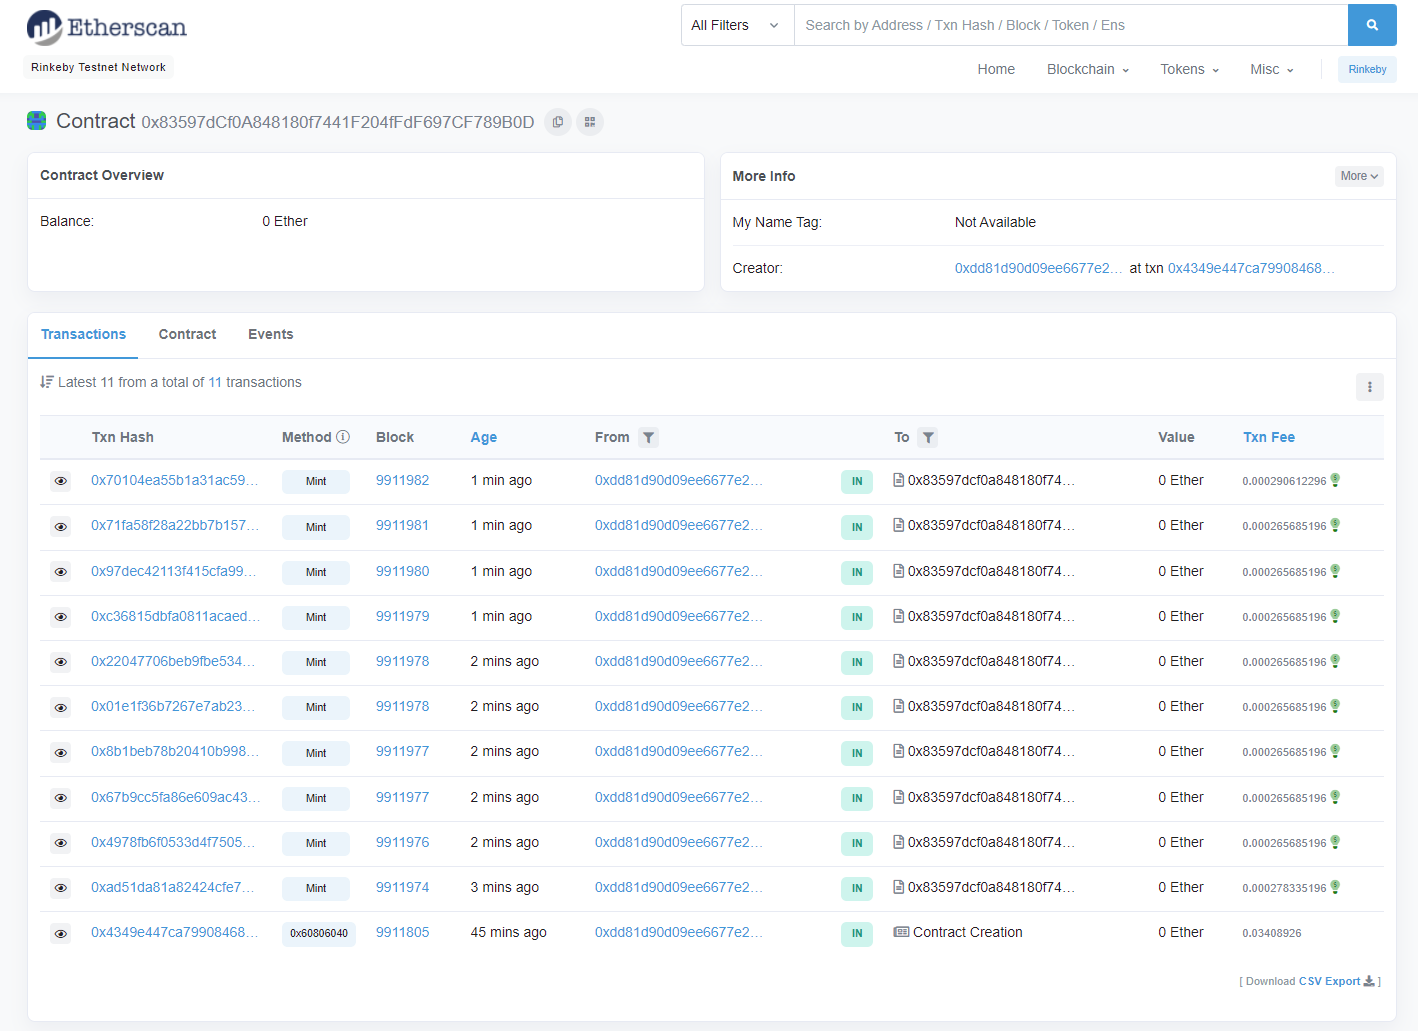 Etherscan
All Filters
Search by Address / Txn Hash / Block / Token / Ens
Rinkeby Testnet Network
Home Blockchain Tokens Misc Rinkeby
Contract 0x83597dCf0A848180f7441F204fFdF697CF789B0D
Contract Overview
Balance: 0 Ether
More Info More
My Name Tag: Not Available
Creator: 0xdd81d90d09ee6677e2... at txn 0x4349e447ca79908468...
Transactions Contract Events
Latest 11 from a total of 11 transactions
Txn Hash Method Block Age From To Value Txn Fee
0x70104ea55b1a31ac59... Mint 9911982 1 min ago 0xdd81d90d09ee6677e2... IN 0x83597dcf0a848180f74... 0 Ether 0.000290612296
0x71fa58f28a22bb7b157... Mint 9911981 1 min ago 0xdd81d90d09ee6677e2... IN 0x83597dcf0a848180f74... 0 Ether 0.000265685196
0x97dec42113f415cfa99... Mint 9911980 1 min ago 0xdd81d90d09ee6677e2... IN 0x83597dcf0a848180f74... 0 Ether 0.000265685196
0xc36815dbfa0811acaed... Mint 9911979 1 min ago 0xdd81d90d09ee6677e2... IN 0x83597dcf0a848180f74... 0 Ether 0.000265685196
0x22047706beb9fbe534... Mint 9911978 2 mins ago 0xdd81d90d09ee6677e2... IN 0x83597dcf0a848180f74... 0 Ether 0.000265685196
0x01e1f36b7267e7ab23... Mint 9911978 2 mins ago 0xdd81d90d09ee6677e2... IN 0x83597dcf0a848180f74... 0 Ether 0.000265685196
0x8b1beb78b20410b998... Mint 9911977 2 mins ago 0xdd81d90d09ee6677e2... IN 0x83597dcf0a848180f74... 0 Ether 0.000265685196
0x67b9cc5fa86e609ac43... Mint 9911977 2 mins ago 0xdd81d90d09ee6677e2... IN 0x83597dcf0a848180f74... 0 Ether 0.000265685196
0x4978fb6f0533d4f7505... Mint 9911976 2 mins ago 0xdd81d90d09ee6677e2... IN 0x83597dcf0a848180f74... 0 Ether 0.000265685196
0xad51da81a82424cfe7... Mint 9911974 3 mins ago 0xdd81d90d09ee6677e2... IN 0x83597dcf0a848180f74... 0 Ether 0.000278335196
0x4349e447ca79908468... 0x60806040 9911805 45 mins ago 0xdd81d90d09ee6677e2... IN Contract Creation 0 Ether 0.03408926
[ Download CSV Export ]